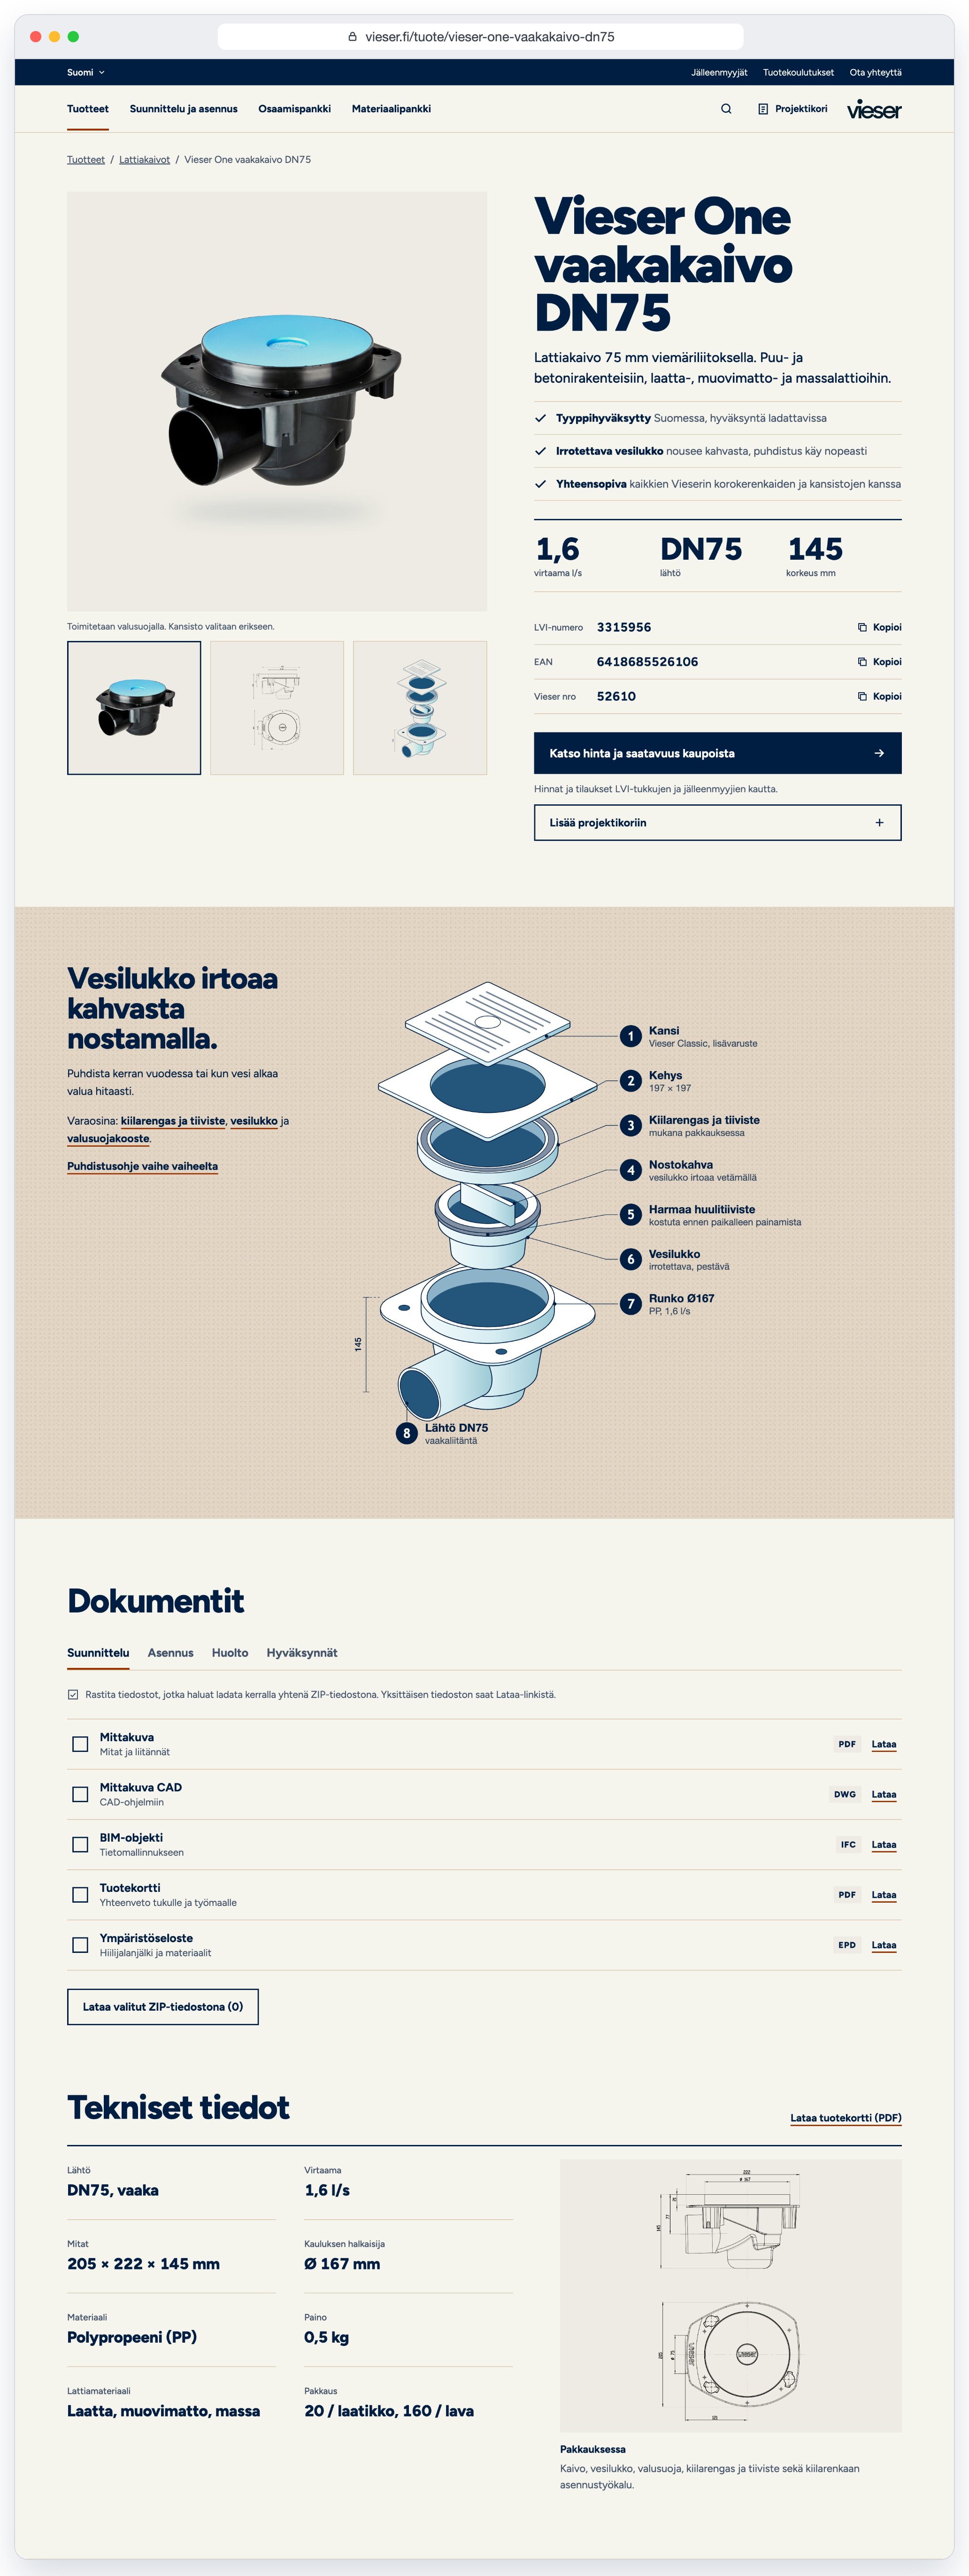 vieser.fi/tuote/vieser-one-vaakakaivo-dn75
Suomi
Jälleenmyyjät
Tuotekoulutukset
Ota yhteyttä
Tuotteet
Suunnittelu ja asennus
Osaamispankki
Materiaalipankki
Projektikori
vieser
Tuotteet / Lattiakaivot / Vieser One vaakakaivo DN75
Vieser One
vaakakaivo
DN75
Lattiakaivo 75 mm viemäriliitoksella. Puu- ja
betonirakenteisiin, laatta-, muovimatto- ja massalattioihin.
Tyyppihyväksytty Suomessa, hyväksyntä ladattavissa
Irrotettava vesilukko nousee kahvasta, puhdistus käy nopeasti
Yhteensopiva kaikkien Vieserin korokerenkaiden ja kansistojen kanssa
1,6
virtaama l/s
DN75
lähtö
145
korkeus mm
Toimitetaan valusuojalla. Kansisto valitaan erikseen.
LVI-numero 3315956 Kopioi
EAN 6418685526106 Kopioi
Vieser nro 52610 Kopioi
Katso hinta ja saatavuus kaupoista
Hinnat ja tilaukset LVI-tukkujen ja jälleenmyyjien kautta.
Lisää projektikoriin
Vesilukko irtoaa
kahvasta
nostamalla.
Puhdista kerran vuodessa tai kun vesi alkaa
valua hitaasti.
Varaosina: kiilarengas ja tiiviste, vesilukko ja
valusuojakooste.
Puhdistusohje vaihe vaiheelta
1 Kansi
Vieser Classic, lisävaruste
2 Kehys
197 × 197
3 Kiilarengas ja tiiviste
mukana pakkauksessa
4 Nostokahva
vesilukko irtoaa vetämällä
5 Harmaa huulitiiviste
kostuta ennen paikalleen painamista
6 Vesilukko
irrotettava, pestävä
7 Runko Ø167
PP, 1,6 l/s
145
8 Lähtö DN75
vaakaliitäntä
Dokumentit
Suunnittelu
Asennus
Huolto
Hyväksynnät
Rastita tiedostot, jotka haluat ladata kerralla yhtenä ZIP-tiedostona. Yksittäisen tiedoston saat Lataa-linkistä.
Mittakuva
Mitat ja liitännät
PDF Lataa
Mittakuva CAD
CAD-ohjelmiin
DWG Lataa
BIM-objekti
Tietomallinnukseen
IFC Lataa
Tuotekortti
Yhteenveto tukulle ja työmaalle
PDF Lataa
Ympäristöseloste
Hiilijalanjälki ja materiaalit
EPD Lataa
Lataa valitut ZIP-tiedostona (0)
Tekniset tiedot
Lataa tuotekortti (PDF)
Lähtö
DN75, vaaka
Virtaama
1,6 l/s
Mitat
205 × 222 × 145 mm
Kauluksen halkaisija
Ø 167 mm
Materiaali
Polypropeeni (PP)
Paino
0,5 kg
Lattiamateriaali
Laatta, muovimatto, massa
Pakkaus
20 / laatikko, 160 / lava
222
Ø 167
Pakkauksessa
Kaivo, vesilukko, valusuoja, kiilarengas ja tiiviste sekä kiilarenkaan
asennustyökalu.